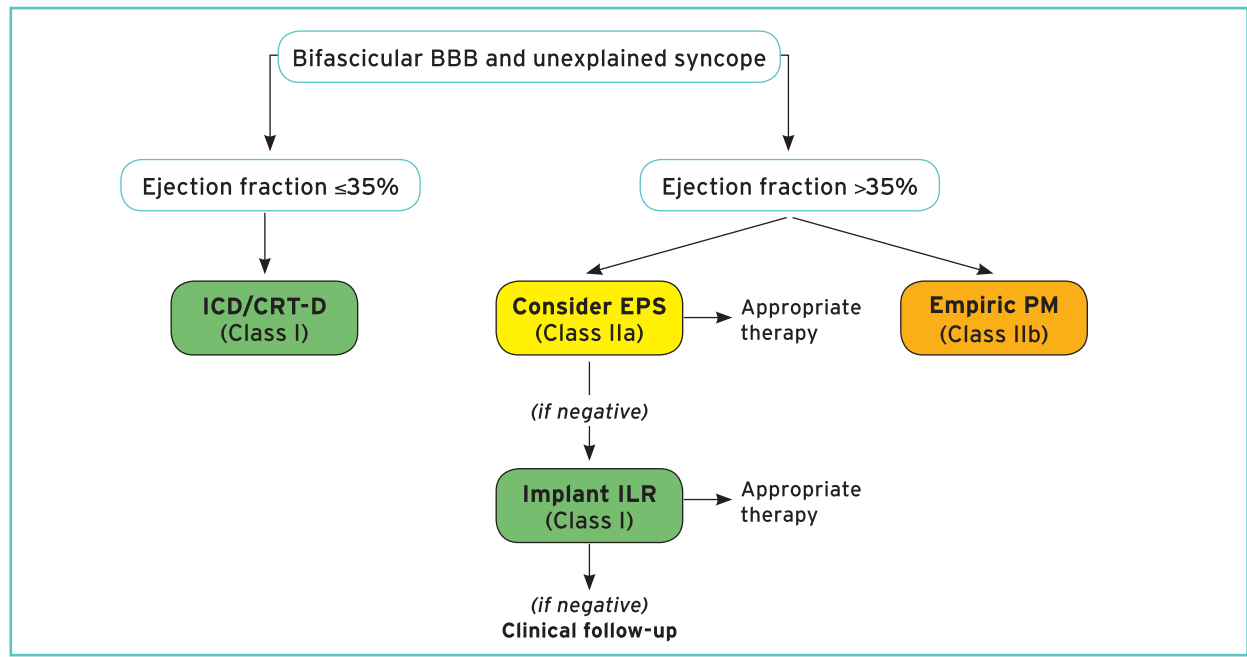 Bifascicular BBB and unexplained syncope
Ejection fraction ≤35%
Ejection fraction >35%
ICD/CRT-D
(Class I)
Consider EPS
(Class IIa)
Appropriate
therapy
Empiric PM
(Class IIb)
(if negative)
Implant ILR
(Class I)
Appropriate
therapy
(if negative)
Clinical follow-up